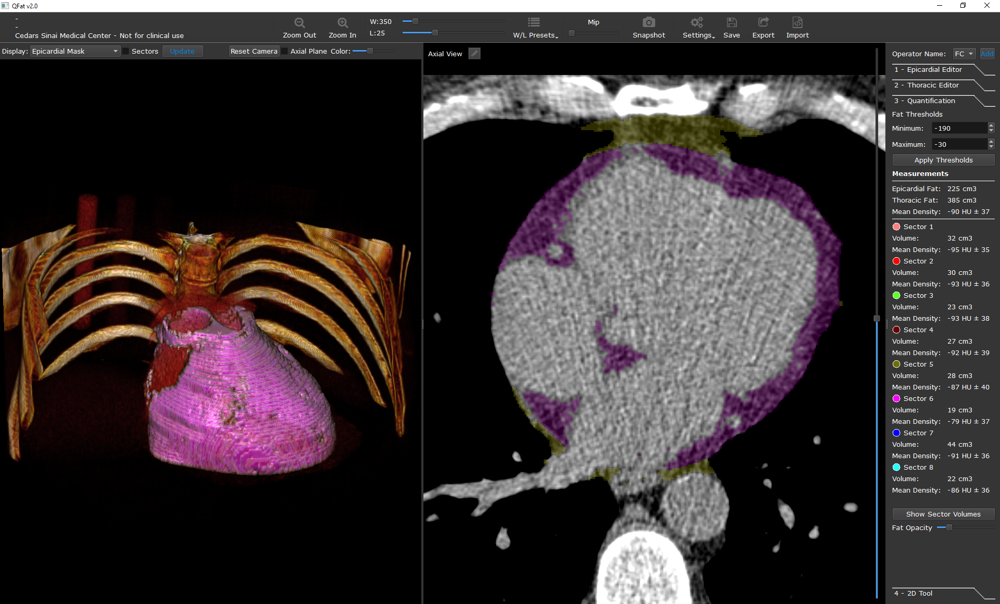 QFat v2.0
-
-
Cedars Sinai Medical Center - Not for clinical use
Zoom Out
Zoom In
W:350
L:25
W/L Presets
Mip
Snapshot
Settings
Save
Export
Import
Display: Epicardial Mask Sectors Update Reset Camera Axial Plane Color:
Axial View
Operator Name: FC Add
1 - Epicardial Editor
2 - Thoracic Editor
3 - Quantification
Fat Thresholds
Minimum: -190
Maximum: -30
Apply Thresholds
Measurements
Epicardial Fat: 225 cm3
Thoracic Fat: 385 cm3
Mean Density: -90 HU ± 37
Sector 1
Volume: 32 cm3
Mean Density: -95 HU ± 35
Sector 2
Volume: 30 cm3
Mean Density: -93 HU ± 36
Sector 3
Volume: 23 cm3
Mean Density: -93 HU ± 38
Sector 4
Volume: 27 cm3
Mean Density: -92 HU ± 39
Sector 5
Volume: 28 cm3
Mean Density: -87 HU ± 40
Sector 6
Volume: 19 cm3
Mean Density: -79 HU ± 37
Sector 7
Volume: 44 cm3
Mean Density: -91 HU ± 36
Sector 8
Volume: 22 cm3
Mean Density: -86 HU ± 36
Show Sector Volumes
Fat Opacity
4 - 2D Tool